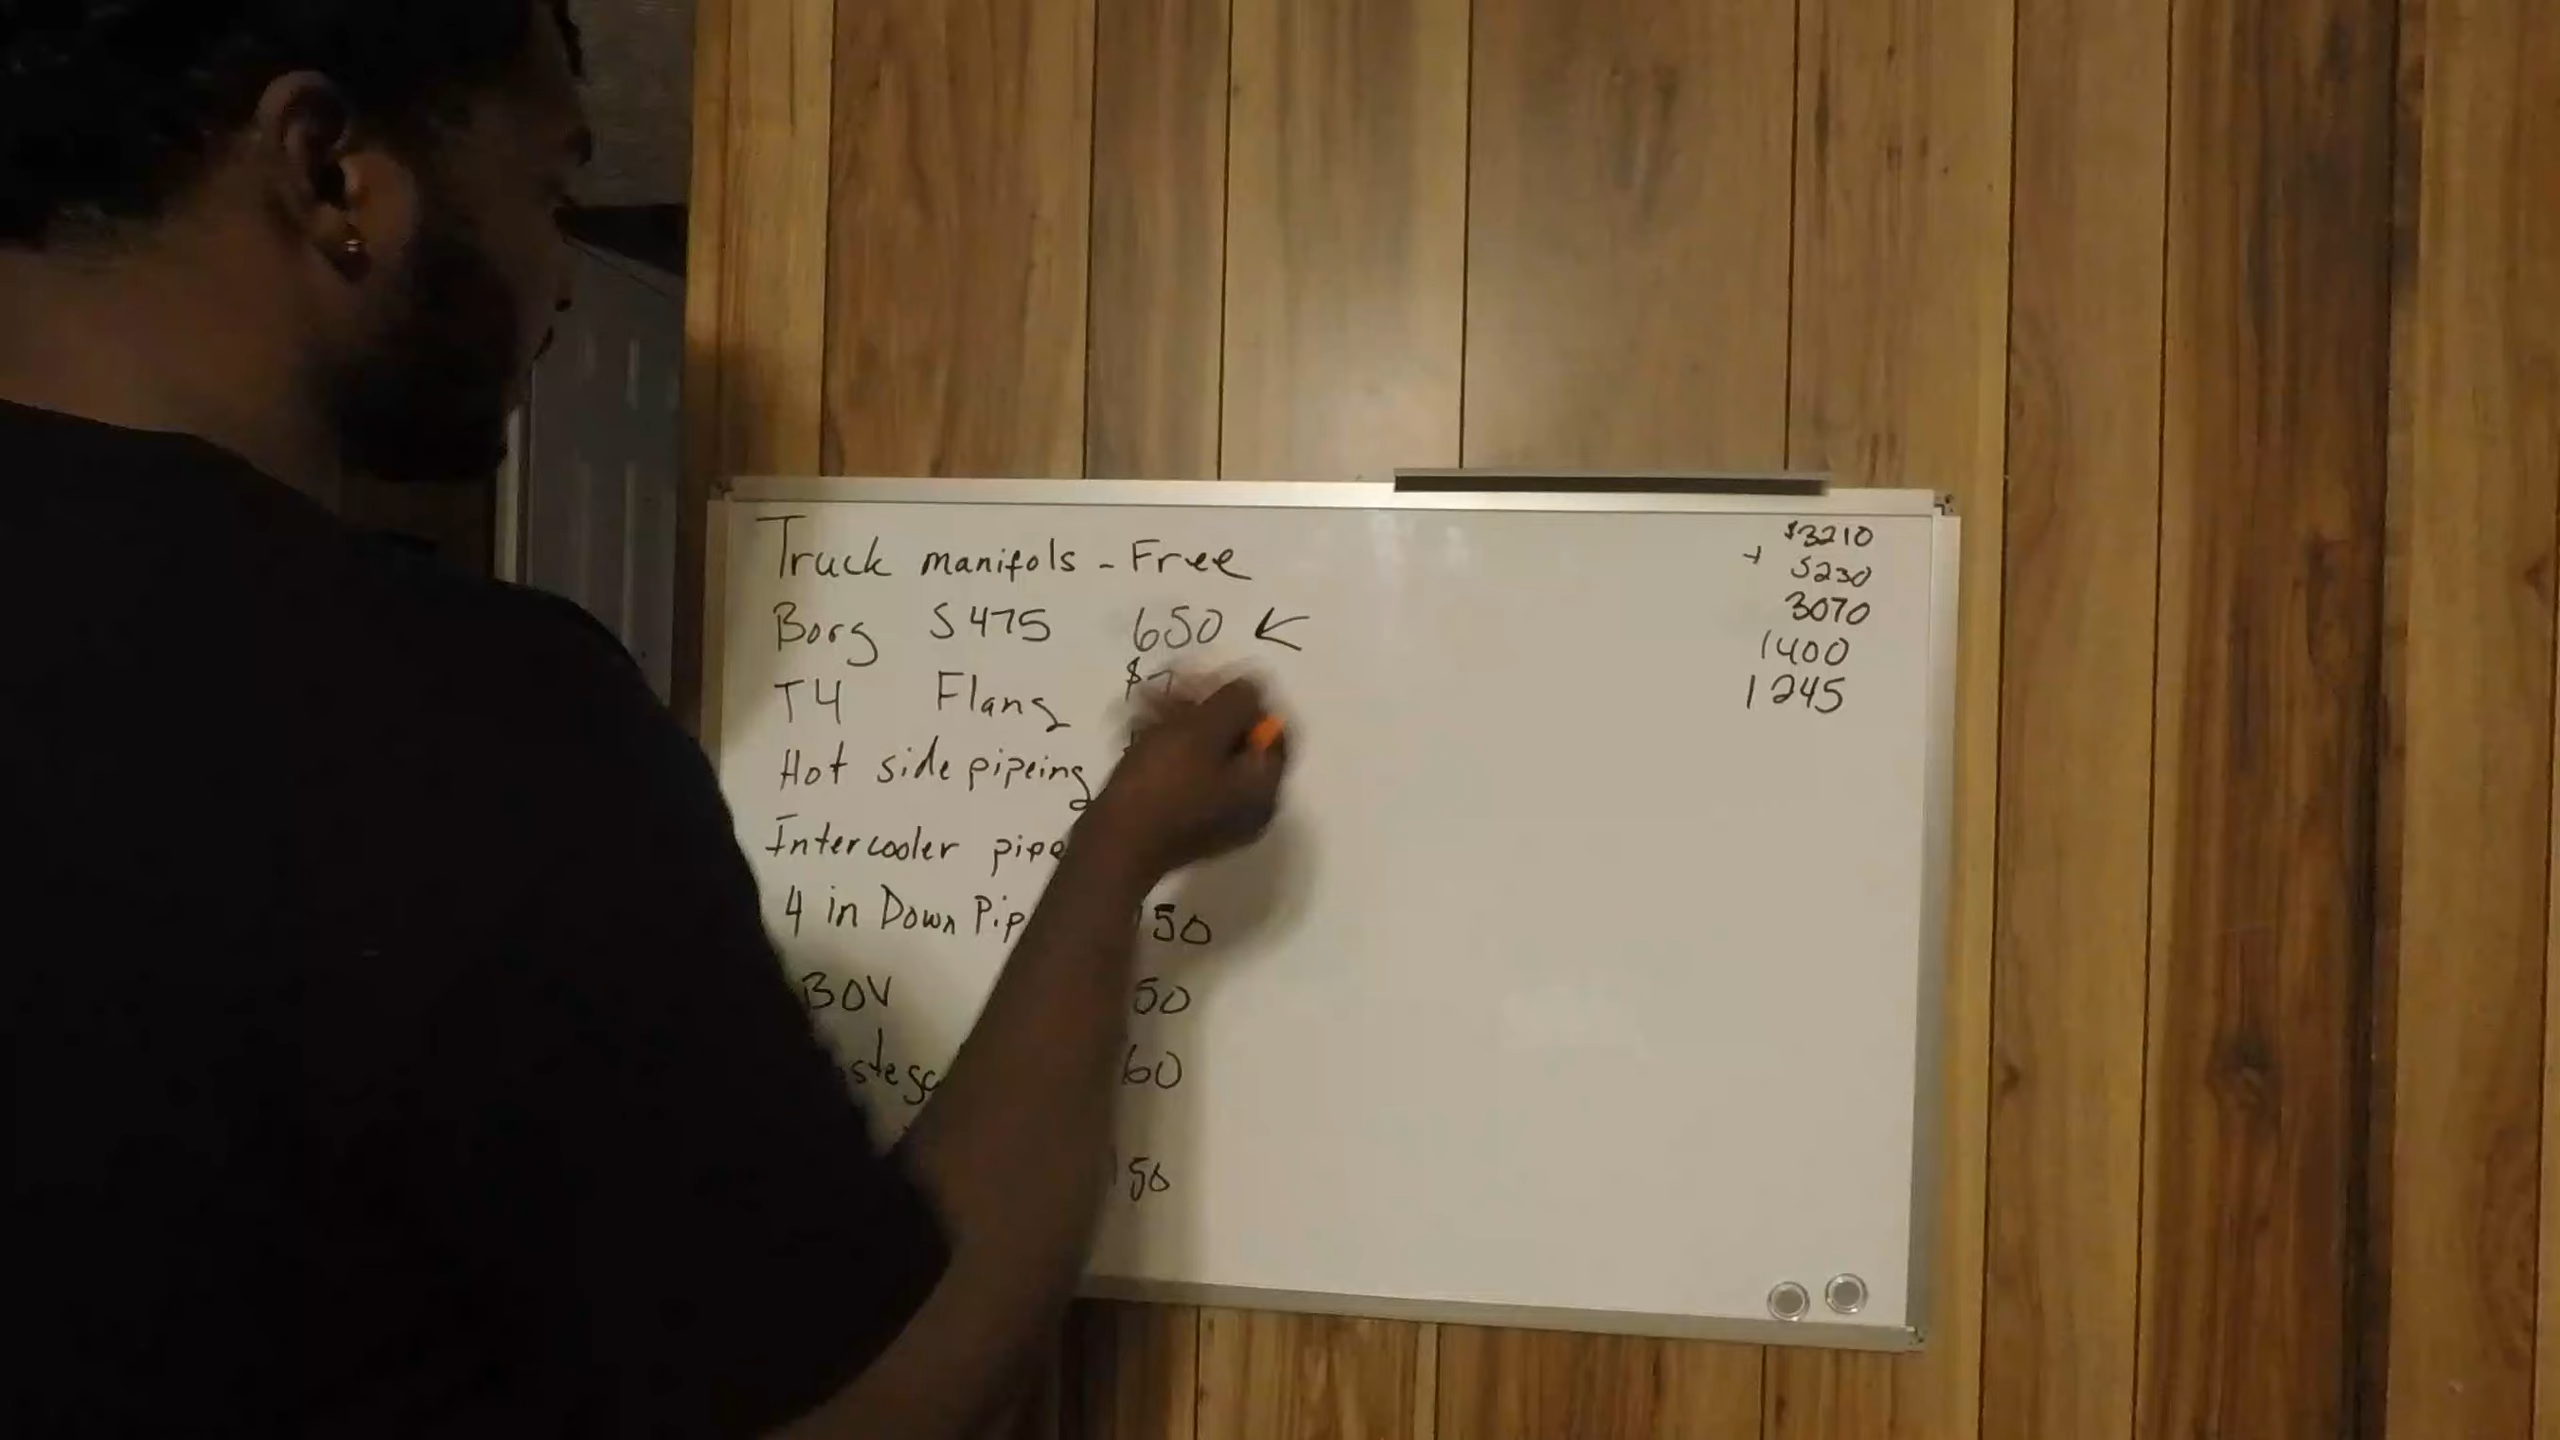 Truck manifols - Free
Borg S475 650 ←
T4 Flang $
Hot side pipeing
Intercooler pipe
4 in Down Pip 150
BOV 50
60
150
$3210
+ 5230
3070
1400
1245